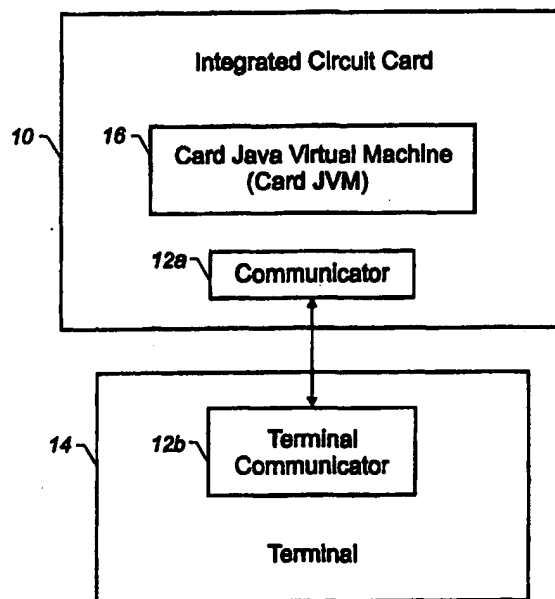 Integrated Circuit Card
10
16
Card Java Virtual Machine
(Card JVM)
12a
Communicator
14
12b
Terminal
Communicator
Terminal